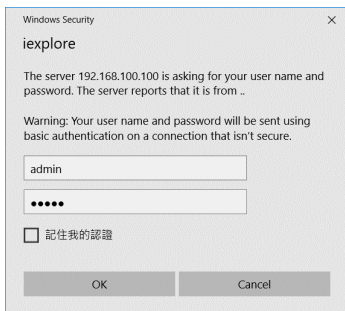 Windows Security
iexplore
The server 192.168.100.100 is asking for your user name and
password. The server reports that it is from ..
Warning: Your user name and password will be sent using
basic authentication on a connection that isn't secure.
admin
●●●●●
記住我的認證
OK Cancel